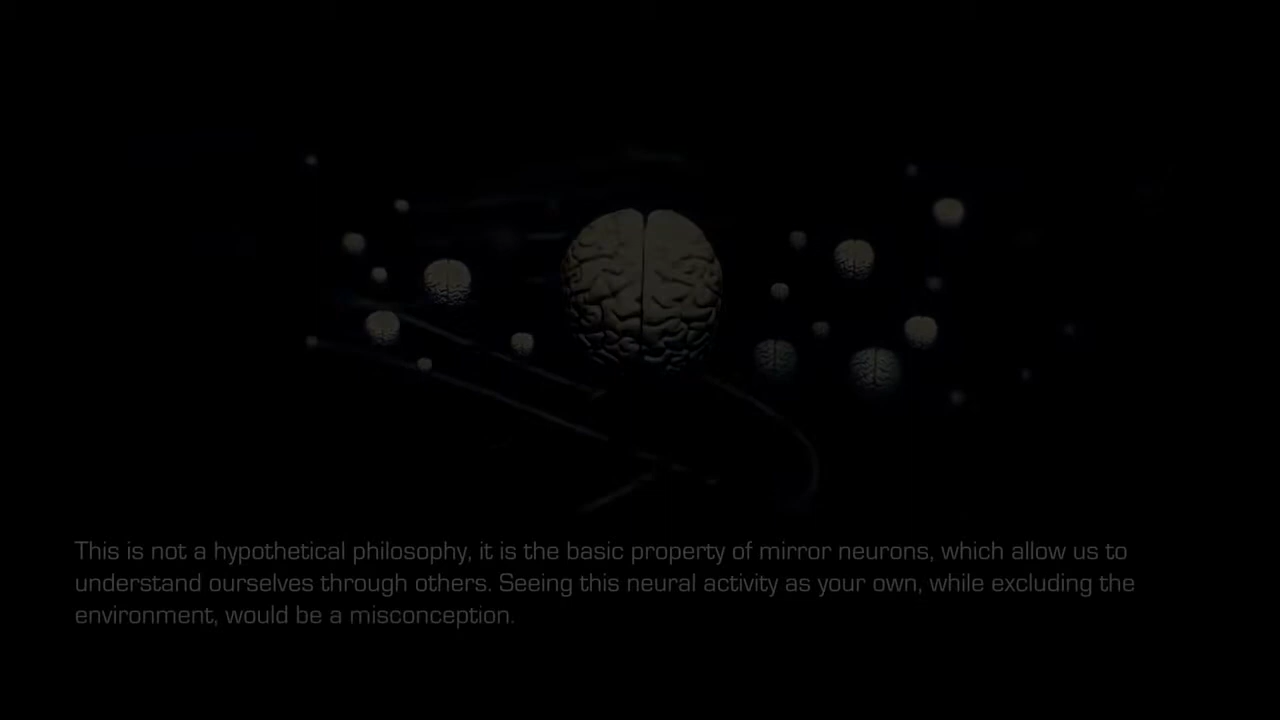 This is not a hypothetical philosophy, it is the basic property of mirror neurons, which allow us to
understand ourselves through others. Seeing this neural activity as your own, while excluding the
environment, would be a misconception.